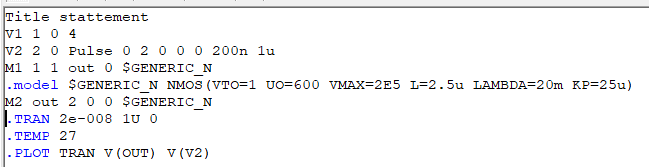 Title stattement
V1 1 0 4
V2 2 0 Pulse 0 2 0 0 0 200n 1u
M1 1 1 out 0 $GENERIC_N
.model $GENERIC_N NMOS(VTO=1 UO=600 VMAX=2E5 L=2.5u LAMBDA=20m KP=25u)
M2 out 2 0 0 $GENERIC_N
.TRAN 2e-008 1U 0
.TEMP 27
.PLOT TRAN V(OUT) V(V2)